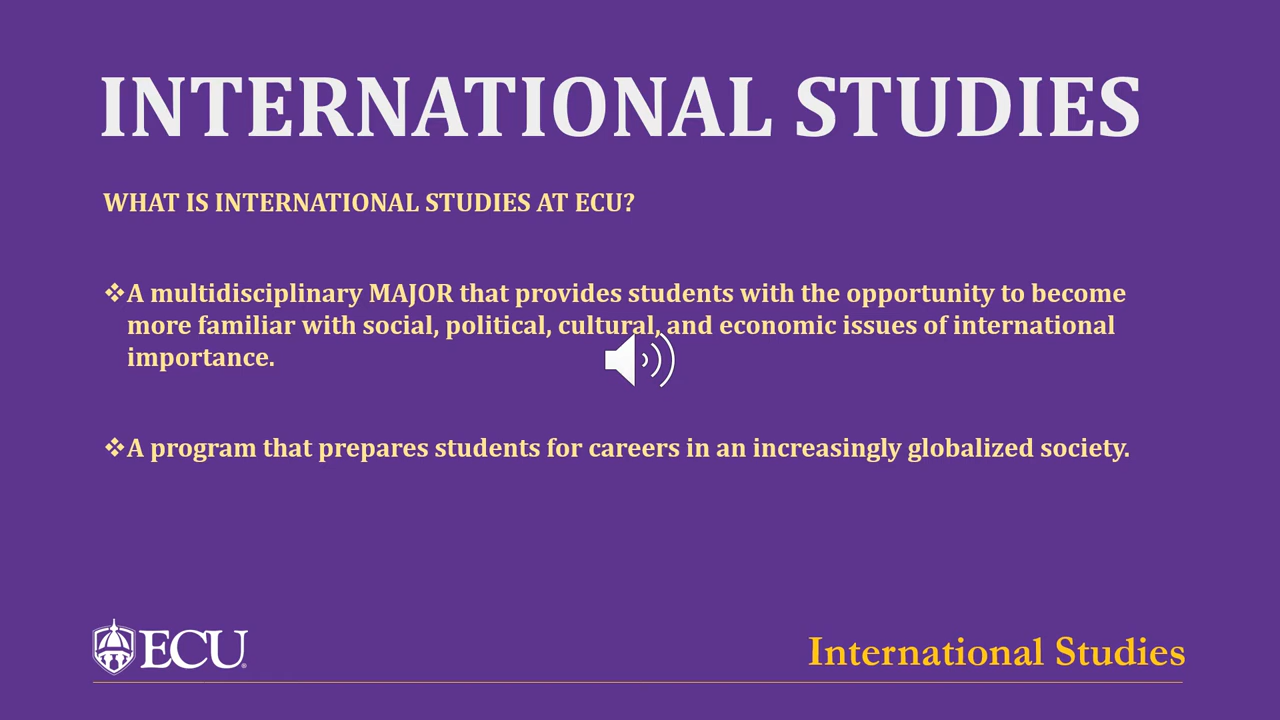 INTERNATIONAL STUDIES
WHAT IS INTERNATIONAL STUDIES AT ECU?
❖A multidisciplinary MAJOR that provides students with the opportunity to become
more familiar with social, political, cultural, and economic issues of international
importance.
❖A program that prepares students for careers in an increasingly globalized society.
ECU®
International Studies